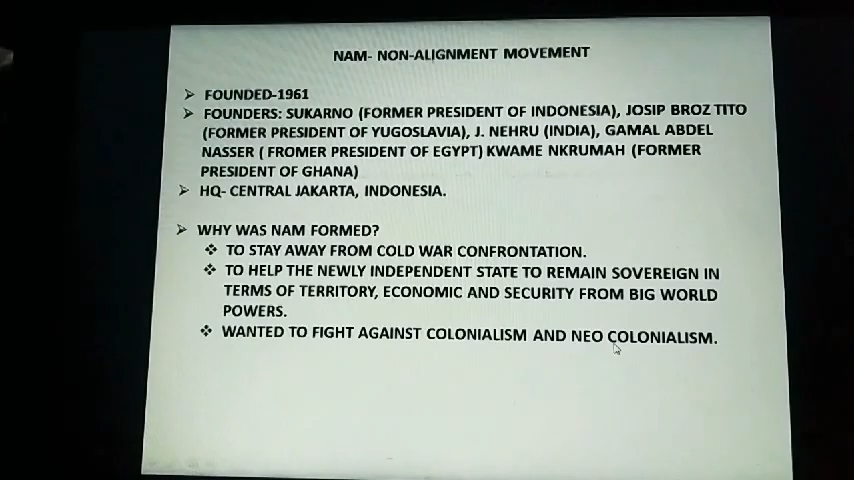 NAM- NON-ALIGNMENT MOVEMENT
➢ FOUNDED-1961
➢ FOUNDERS: SUKARNO (FORMER PRESIDENT OF INDONESIA), JOSIP BROZ TITO
(FORMER PRESIDENT OF YUGOSLAVIA), J. NEHRU (INDIA), GAMAL ABDEL
NASSER ( FROMER PRESIDENT OF EGYPT) KWAME NKRUMAH (FORMER
PRESIDENT OF GHANA)
➢ HQ- CENTRAL JAKARTA, INDONESIA.
➢ WHY WAS NAM FORMED?
❖ TO STAY AWAY FROM COLD WAR CONFRONTATION.
❖ TO HELP THE NEWLY INDEPENDENT STATE TO REMAIN SOVEREIGN IN
TERMS OF TERRITORY, ECONOMIC AND SECURITY FROM BIG WORLD
POWERS.
❖ WANTED TO FIGHT AGAINST COLONIALISM AND NEO COLONIALISM.